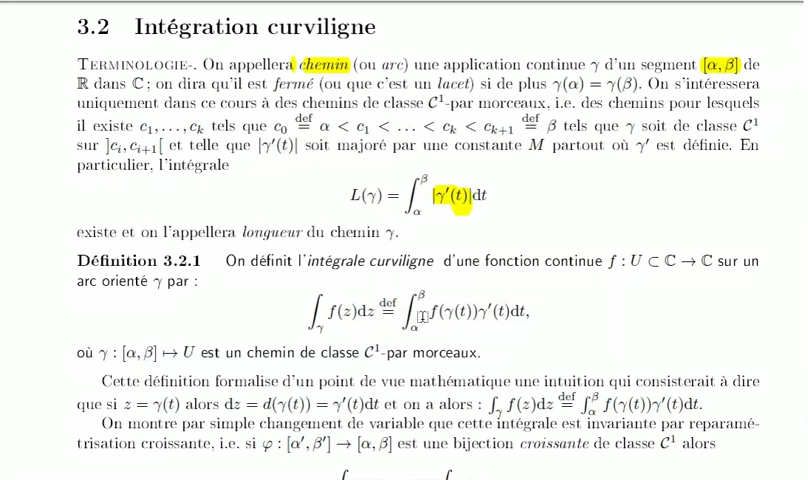 3.2 Intégration curviligne
TERMINOLOGIE-. On appellera chemin (ou arc) une application continue γ d'un segment [α, β] de
ℝ dans ℂ; on dira qu'il est fermé (ou que c'est un lacet) si de plus γ(α) = γ(β). On s'intéressera
uniquement dans ce cours à des chemins de classe C¹-par morceaux, i.e. des chemins pour lesquels
il existe c₁, . . . , cₖ tels que c₀ def= α < c₁ < . . . < cₖ < cₖ₊₁ def= β tels que γ soit de classe C¹
sur ]cᵢ, cᵢ₊₁[ et telle que |γ′(t)| soit majoré par une constante M partout où γ′ est définie. En
particulier, l'intégrale
L(γ) = ∫_α^β |γ′(t)|dt
existe et on l'appellera longueur du chemin γ.
Définition 3.2.1 On définit l'intégrale curviligne d'une fonction continue f : U ⊂ ℂ → ℂ sur un
arc orienté γ par :
∫_γ f(z)dz def= ∫_α^β f(γ(t))γ′(t)dt,
où γ : [α, β] ↦ U est un chemin de classe C¹-par morceaux.
Cette définition formalise d'un point de vue mathématique une intuition qui consisterait à dire
que si z = γ(t) alors dz = d(γ(t)) = γ′(t)dt et on a alors : ∫_γ f(z)dz def= ∫_α^β f(γ(t))γ′(t)dt.
On montre par simple changement de variable que cette intégrale est invariante par reparamé-
trisation croissante, i.e. si φ : [α′, β′] → [α, β] est une bijection croissante de classe C¹ alors